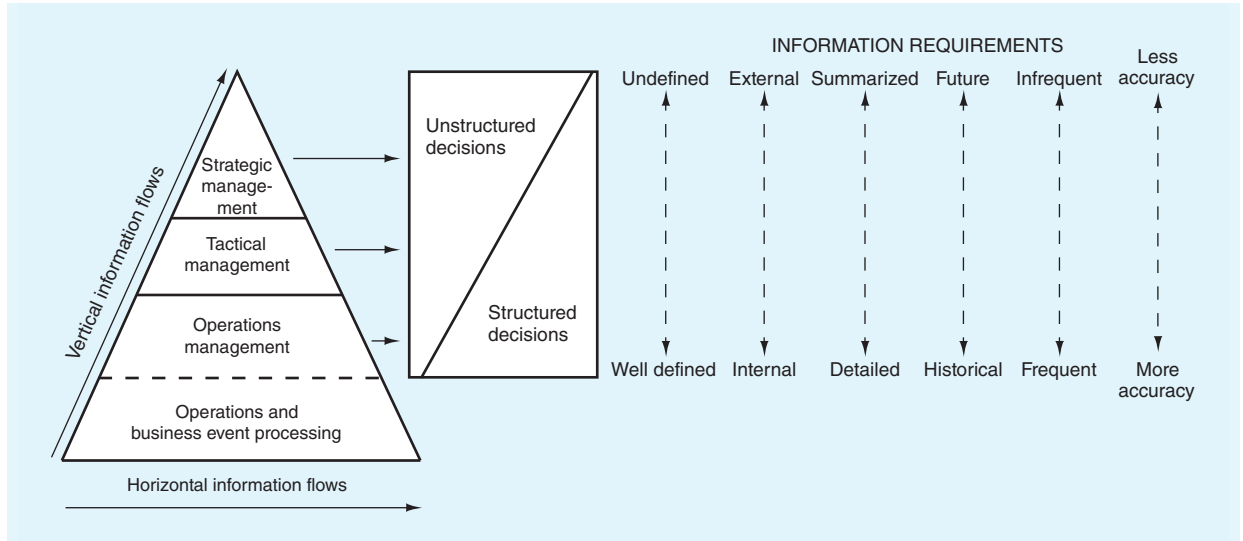 INFORMATION REQUIREMENTS
Undefined
External
Summarized
Future
Infrequent
Less
accuracy
Vertical information flows
Strategic
manage-
ment
Tactical
management
Operations
management
Operations and
business event processing
Horizontal information flows
Unstructured
decisions
Structured
decisions
Well defined
Internal
Detailed
Historical
Frequent
More
accuracy